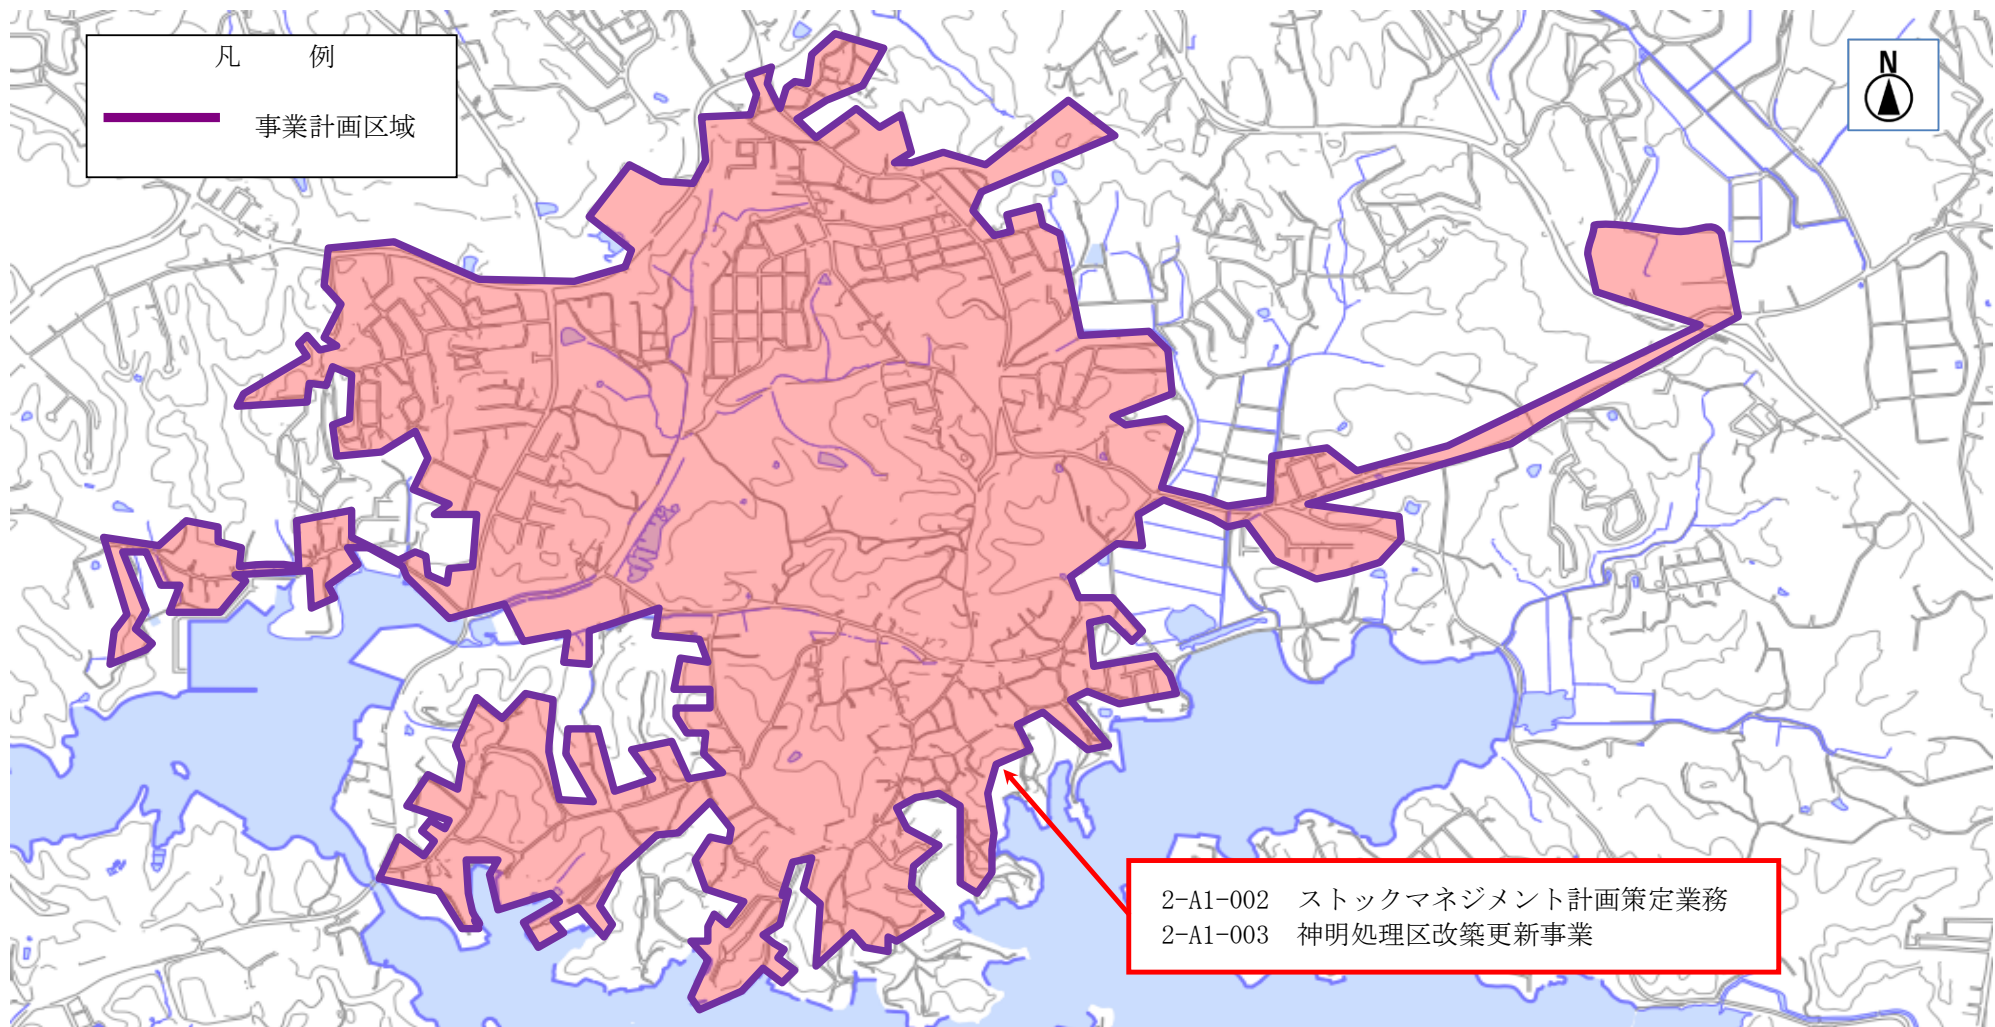 凡　例
事業計画区域
N
2-A1-002　ストックマネジメント計画策定業務
2-A1-003　神明処理区改築更新事業